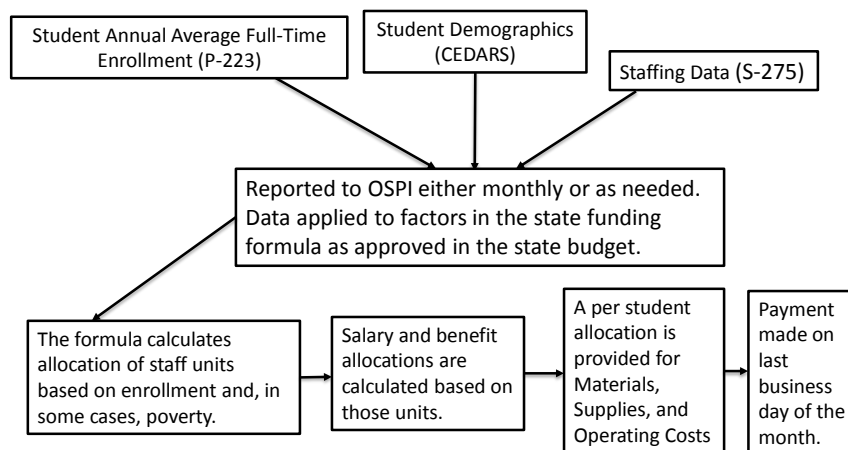 Student Annual Average Full-Time
Enrollment (P-223)
Student Demographics
(CEDARS)
Staffing Data (S-275)
Reported to OSPI either monthly or as needed.
Data applied to factors in the state funding
formula as approved in the state budget.
The formula calculates
allocation of staff units
based on enrollment and, in
some cases, poverty.
Salary and benefit
allocations are
calculated based on
those units.
A per student
allocation is
provided for
Materials,
Supplies, and
Operating Costs
Payment
made on
last
business
day of the
month.